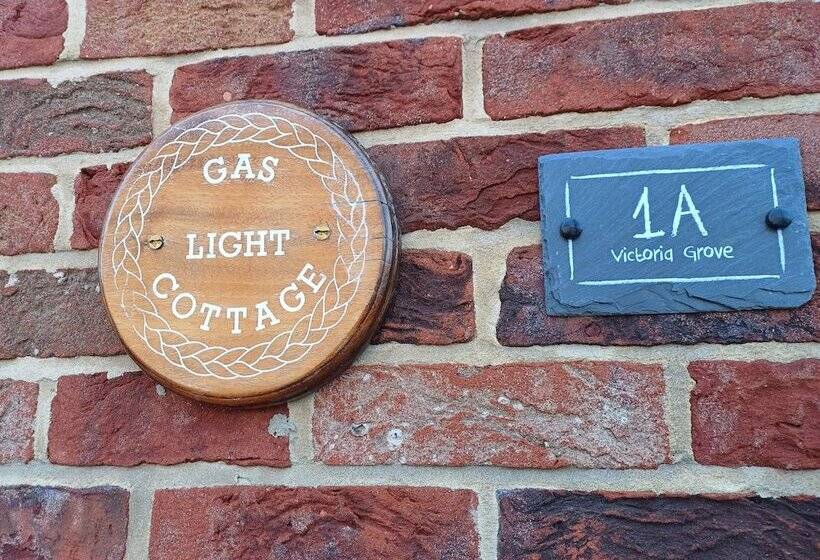 GAS
LIGHT
COTTAGE
1A
Victoria Grove